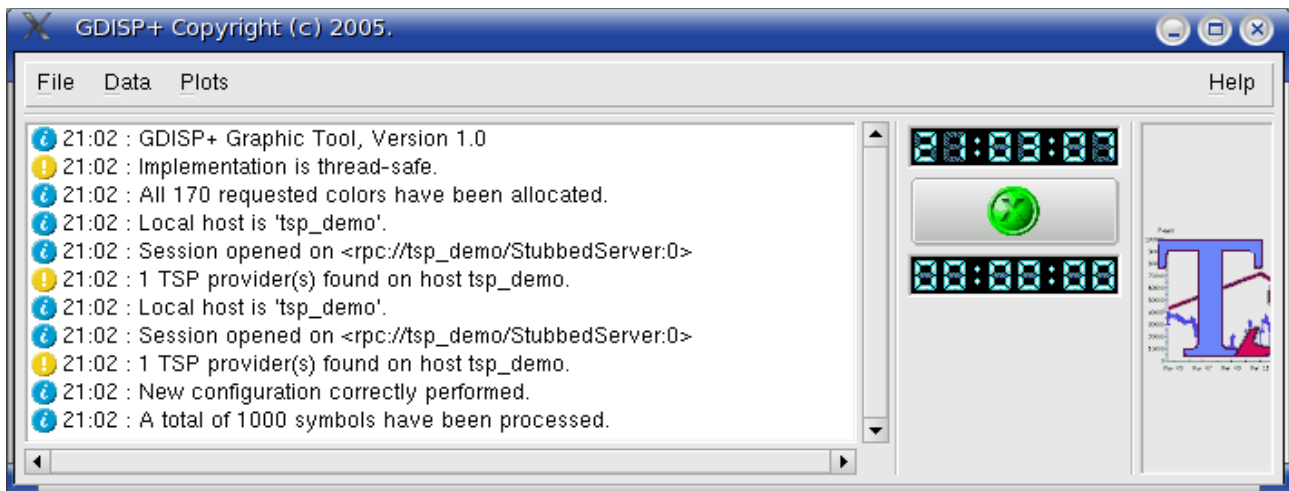 GDISP+ Copyright (c) 2005.
File Data Plots Help
21:02 : GDISP+ Graphic Tool, Version 1.0
21:02 : Implementation is thread-safe.
21:02 : All 170 requested colors have been allocated.
21:02 : Local host is 'tsp_demo'.
21:02 : Session opened on <rpc://tsp_demo/StubbedServer:0>
21:02 : 1 TSP provider(s) found on host tsp_demo.
21:02 : Local host is 'tsp_demo'.
21:02 : Session opened on <rpc://tsp_demo/StubbedServer:0>
21:02 : 1 TSP provider(s) found on host tsp_demo.
21:02 : New configuration correctly performed.
21:02 : A total of 1000 symbols have been processed.
00:00:00
T